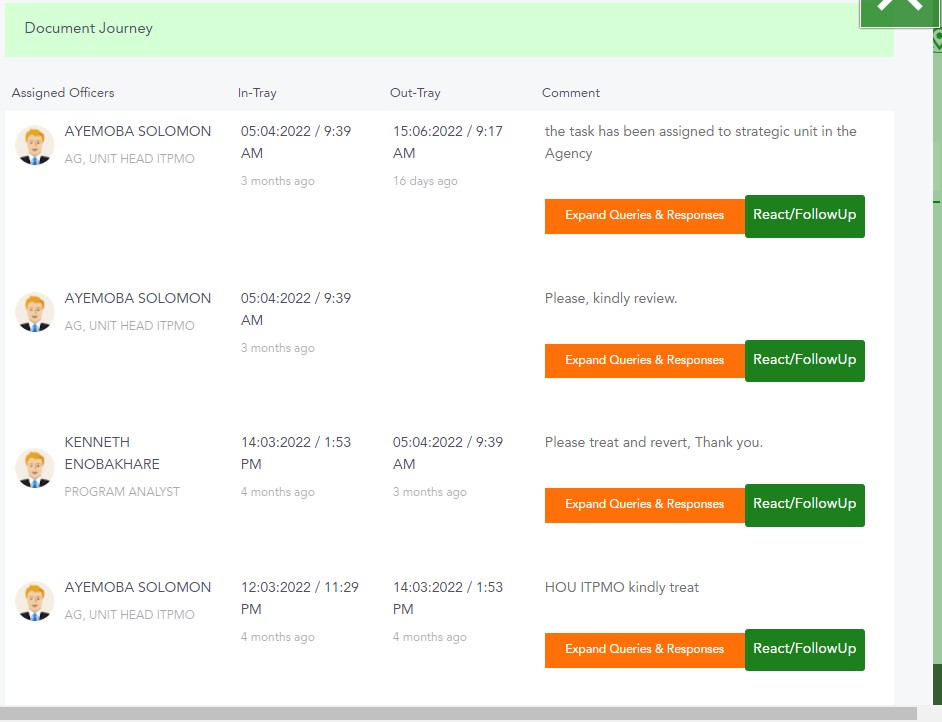 Document Journey
Assigned Officers In-Tray Out-Tray Comment
AYEMOBA SOLOMON 05:04:2022 / 9:39 15:06:2022 / 9:17 the task has been assigned to strategic unit in the
AG, UNIT HEAD ITPMO AM AM Agency
3 months ago 16 days ago
Expand Queries & Responses React/FollowUp
AYEMOBA SOLOMON 05:04:2022 / 9:39 Please, kindly review.
AG, UNIT HEAD ITPMO AM
3 months ago
Expand Queries & Responses React/FollowUp
KENNETH 14:03:2022 / 1:53 05:04:2022 / 9:39 Please treat and revert, Thank you.
ENOBAKHARE PM AM
PROGRAM ANALYST 4 months ago 3 months ago
Expand Queries & Responses React/FollowUp
AYEMOBA SOLOMON 12:03:2022 / 11:29 14:03:2022 / 1:53 HOU ITPMO kindly treat
AG, UNIT HEAD ITPMO PM PM
4 months ago 4 months ago
Expand Queries & Responses React/FollowUp